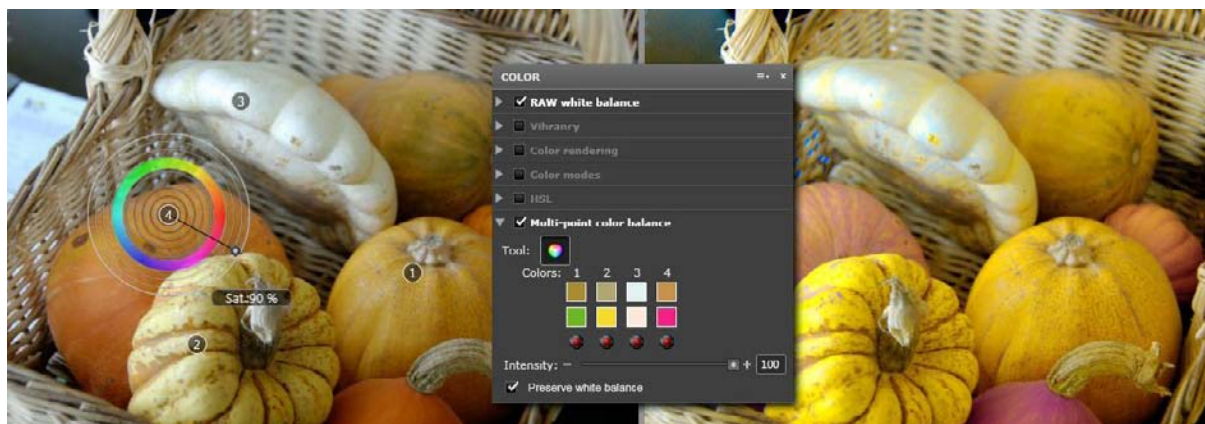 COLOR
RAW white balance
Vibrancy
Color rendering
Color modes
HSL
Multi-point color balance
Tool:
Colors: 1 2 3 4
Intensity: − + 100
Preserve white balance
3
4
1
Sat.:90 %
2